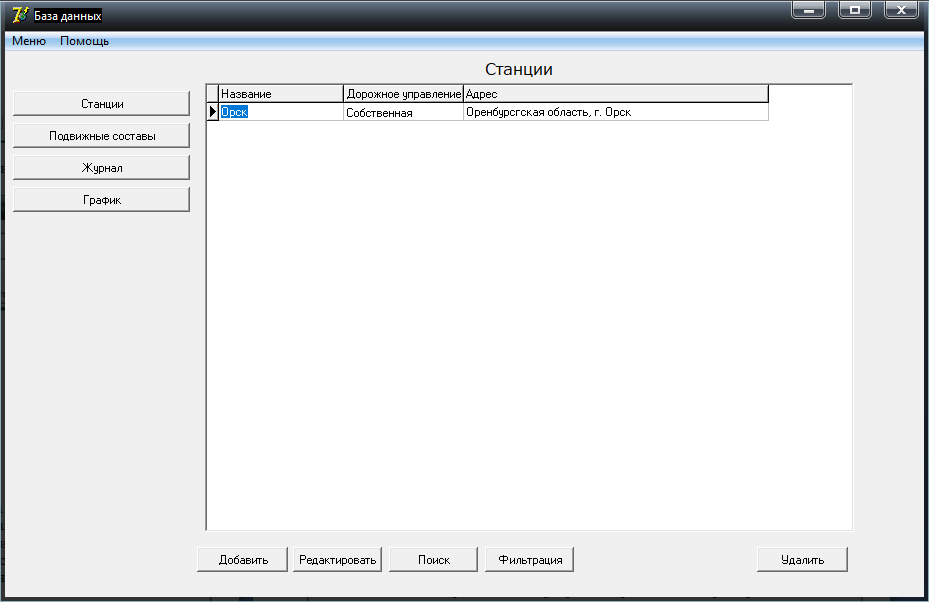 База данных
Меню Помощь
Станции
Станции
Подвижные составы
Журнал
График
Название Дорожное управление Адрес
Орск Собственная Оренбургская область, г. Орск
Добавить Редактировать Поиск Фильтрация Удалить